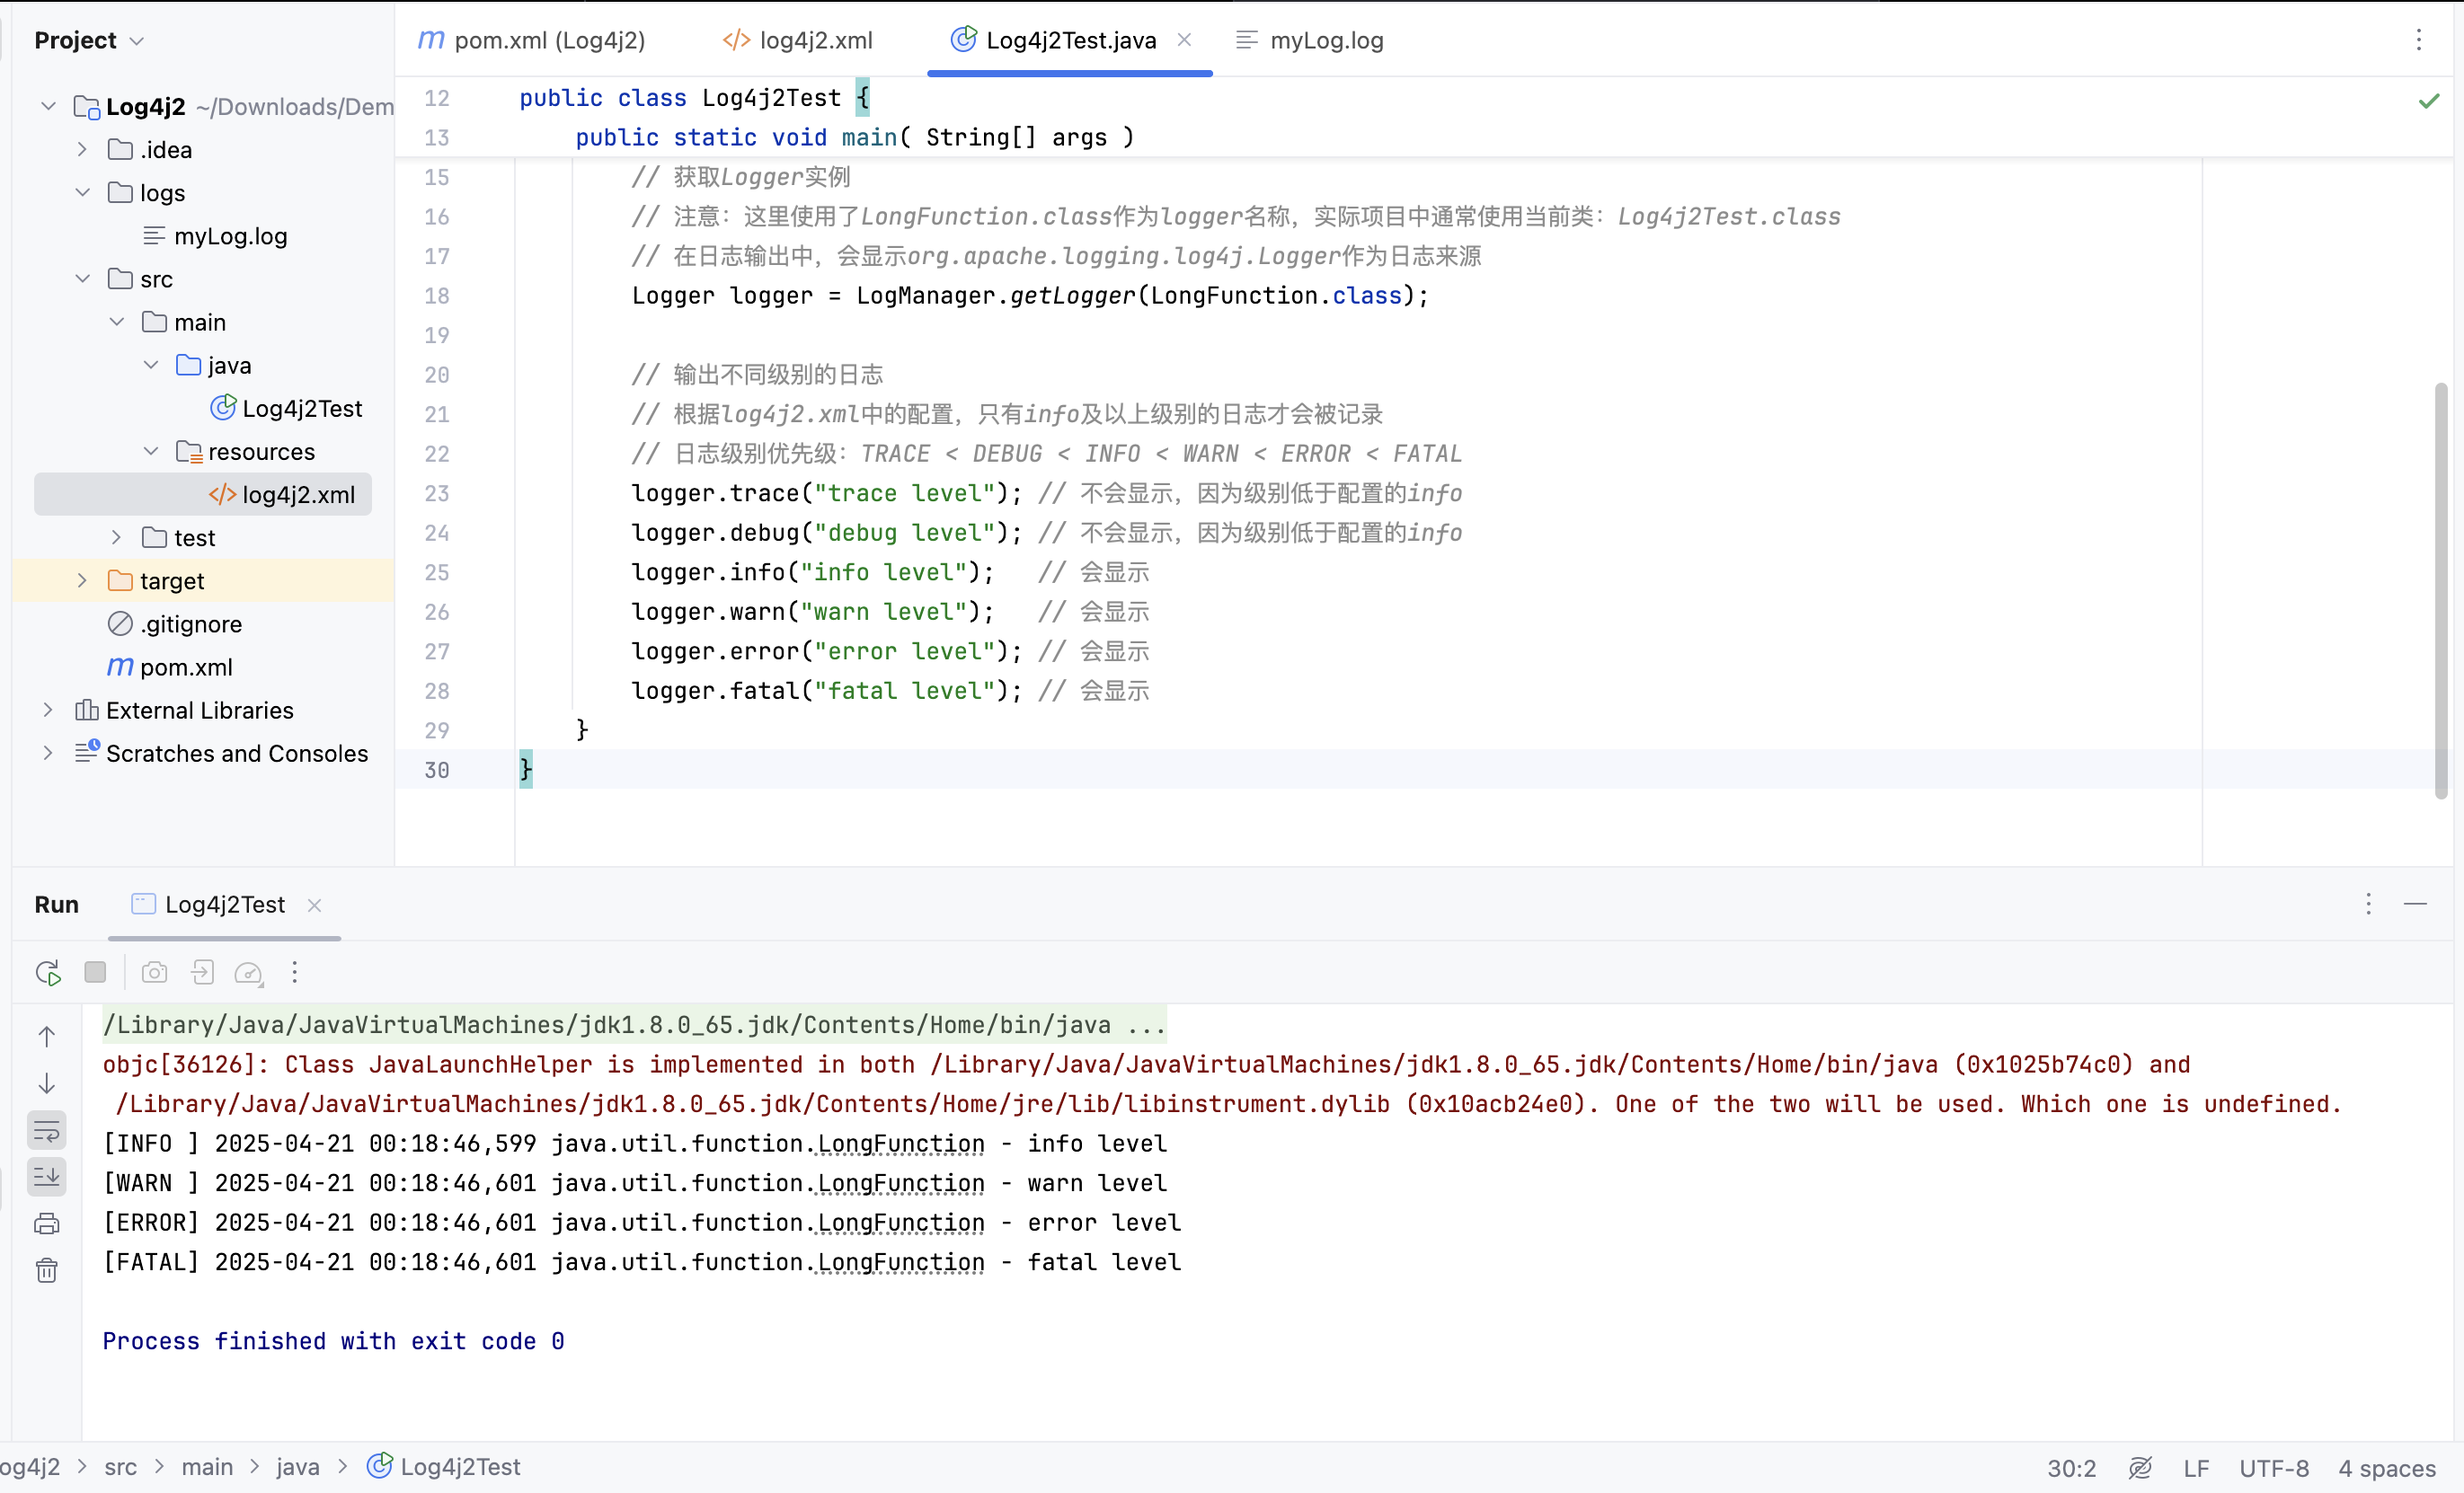 Project
pom.xml (Log4j2)
log4j2.xml
Log4j2Test.java
myLog.log
Log4j2 ~/Downloads/Dem
.idea
logs
myLog.log
src
main
java
Log4j2Test
resources
log4j2.xml
test
target
.gitignore
pom.xml
External Libraries
Scratches and Consoles
12 public class Log4j2Test {
13 public static void main( String[] args )
15 // 获取Logger实例
16 // 注意：这里使用了LongFunction.class作为logger名称，实际项目中通常使用当前类：Log4j2Test.class
17 // 在日志输出中，会显示org.apache.logging.log4j.Logger作为日志来源
18 Logger logger = LogManager.getLogger(LongFunction.class);
19
20 // 输出不同级别的日志
21 // 根据log4j2.xml中的配置，只有info及以上级别的日志才会被记录
22 // 日志级别优先级：TRACE < DEBUG < INFO < WARN < ERROR < FATAL
23 logger.trace("trace level"); // 不会显示，因为级别低于配置的info
24 logger.debug("debug level"); // 不会显示，因为级别低于配置的info
25 logger.info("info level"); // 会显示
26 logger.warn("warn level"); // 会显示
27 logger.error("error level"); // 会显示
28 logger.fatal("fatal level"); // 会显示
29 }
30 }
Run
Log4j2Test
/Library/Java/JavaVirtualMachines/jdk1.8.0_65.jdk/Contents/Home/bin/java ...
objc[36126]: Class JavaLaunchHelper is implemented in both /Library/Java/JavaVirtualMachines/jdk1.8.0_65.jdk/Contents/Home/bin/java (0x1025b74c0) and
/Library/Java/JavaVirtualMachines/jdk1.8.0_65.jdk/Contents/Home/jre/lib/libinstrument.dylib (0x10acb24e0). One of the two will be used. Which one is undefined.
[INFO ] 2025-04-21 00:18:46,599 java.util.function.LongFunction - info level
[WARN ] 2025-04-21 00:18:46,601 java.util.function.LongFunction - warn level
[ERROR] 2025-04-21 00:18:46,601 java.util.function.LongFunction - error level
[FATAL] 2025-04-21 00:18:46,601 java.util.function.LongFunction - fatal level
Process finished with exit code 0
og4j2 > src > main > java > Log4j2Test
30:2 LF UTF-8 4 spaces